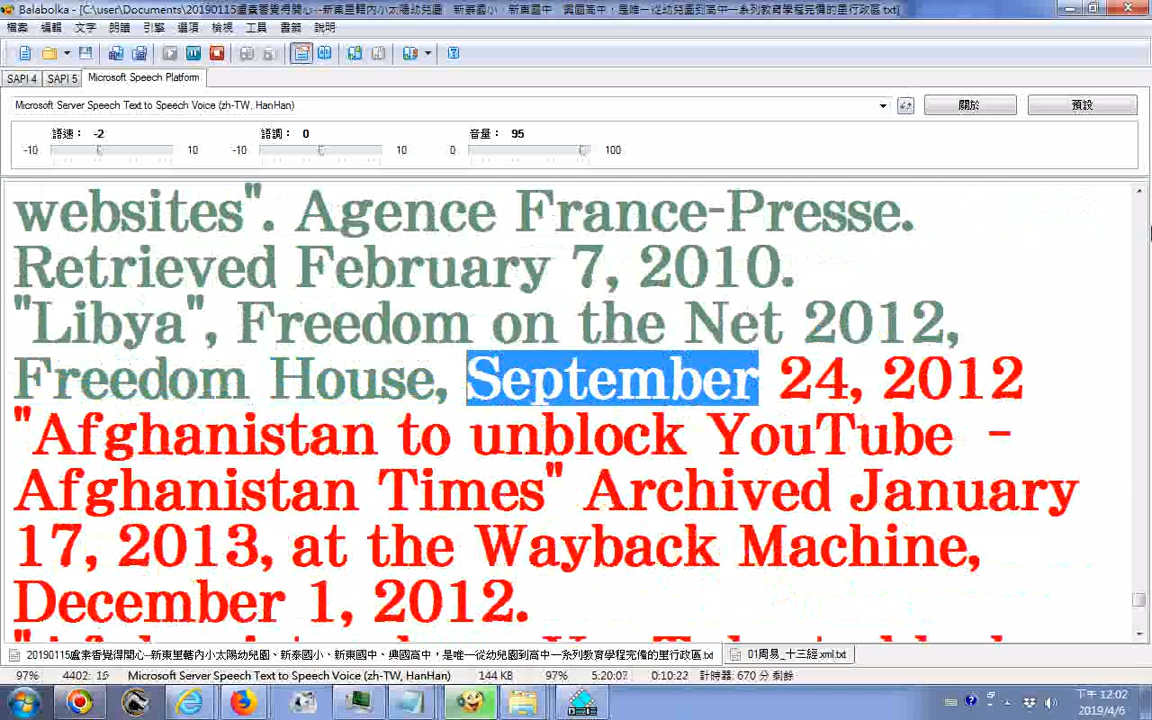 Balabolka - [C:\user\Documents\20190115盧素香覺得開心--新東里轄內小太陽幼兒園、新泰國小、新東國中、興國高中，是唯一從幼兒園到高中一系列教育學程完備的里行政區.txt]
檔案 編輯 文字 朗讀 引擎 選項 檢視 工具 書籤 說明
SAPI 4 SAPI 5 Microsoft Speech Platform
Microsoft Server Speech Text to Speech Voice (zh-TW, HanHan) 關於 預設
語速： -2 語調： 0 音量： 95
-10 10 -10 10 0 100
websites". Agence France-Presse.
Retrieved February 7, 2010.
"Libya", Freedom on the Net 2012,
Freedom House, September 24, 2012
"Afghanistan to unblock YouTube -
Afghanistan Times" Archived January
17, 2013, at the Wayback Machine,
December 1, 2012.
20190115盧素香覺得開心--新東里轄內小太陽幼兒園、新泰國小、新東國中、興國高中，是唯一從幼兒園到高中一系列教育學程完備的里行政區.txt 01周易_十三經.xml.txt
97% 4402: 15 Microsoft Server Speech Text to Speech Voice (zh-TW, HanHan) 144 KB 97% 5:20:07 0:10:22 計時器: 670 分 剩餘
下午 12:02
2019/4/6